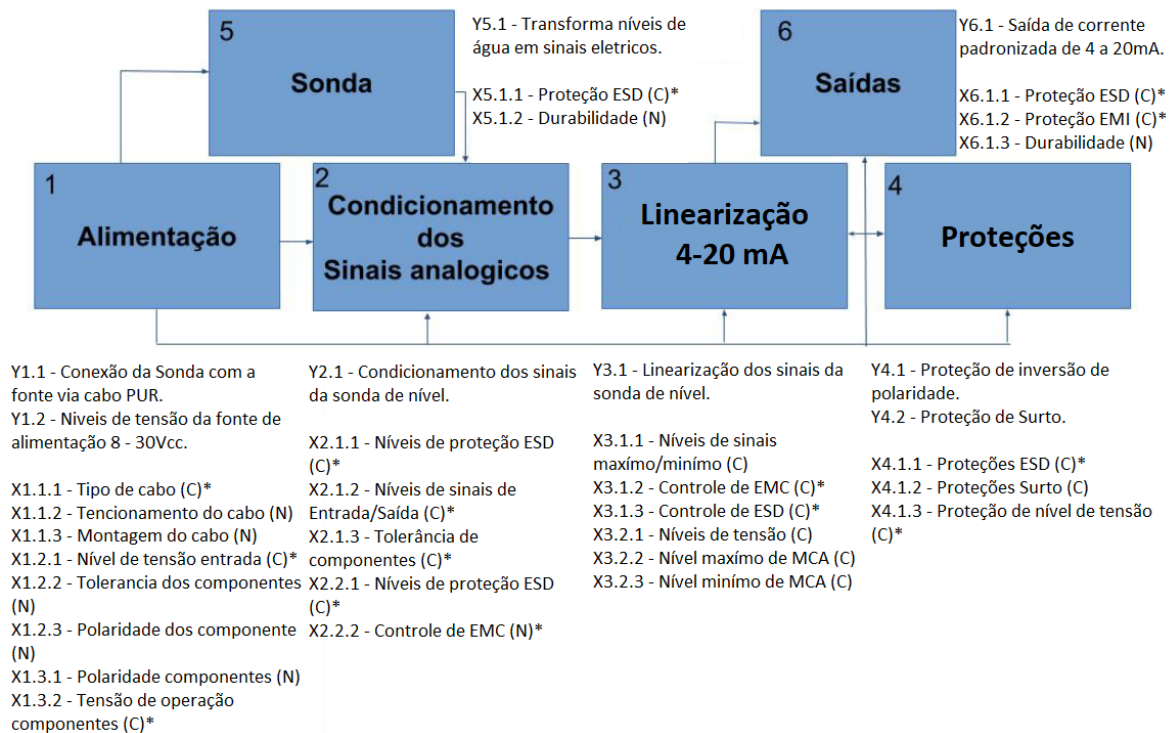 5
Sonda
Y5.1 - Transforma níveis de
água em sinais eletricos.
X5.1.1 - Proteção ESD (C)*
X5.1.2 - Durabilidade (N)
6
Saídas
Y6.1 - Saída de corrente
padronizada de 4 a 20mA.
X6.1.1 - Proteção ESD (C)*
X6.1.2 - Proteção EMI (C)*
X6.1.3 - Durabilidade (N)
1
Alimentação
2
Condicionamento
dos
Sinais analogicos
3
Linearização
4-20 mA
4
Proteções
Y1.1 - Conexão da Sonda com a
fonte via cabo PUR.
Y1.2 - Niveis de tensão da fonte de
alimentação 8 - 30Vcc.
X1.1.1 - Tipo de cabo (C)*
X1.1.2 - Tencionamento do cabo (N)
X1.1.3 - Montagem do cabo (N)
X1.2.1 - Nível de tensão entrada (C)*
X1.2.2 - Tolerancia dos componentes
(N)
X1.2.3 - Polaridade dos componente
(N)
X1.3.1 - Polaridade componentes (N)
X1.3.2 - Tensão de operação
componentes (C)*
Y2.1 - Condicionamento dos sinais
da sonda de nível.
X2.1.1 - Níveis de proteção ESD
(C)*
X2.1.2 - Níveis de sinais de
Entrada/Saída (C)*
X2.1.3 - Tolerância de
componentes (C)*
X2.2.1 - Níveis de proteção ESD
(C)*
X2.2.2 - Controle de EMC (N)*
Y3.1 - Linearização dos sinais da
sonda de nível.
X3.1.1 - Níveis de sinais
maxímo/minímo (C)
X3.1.2 - Controle de EMC (C)*
X3.1.3 - Controle de ESD (C)*
X3.2.1 - Níveis de tensão (C)
X3.2.2 - Nível maxímo de MCA (C)
X3.2.3 - Nível minímo de MCA (C)
Y4.1 - Proteção de inversão de
polaridade.
Y4.2 - Proteção de Surto.
X4.1.1 - Proteções ESD (C)*
X4.1.2 - Proteções Surto (C)
X4.1.3 - Proteção de nível de tensão
(C)*